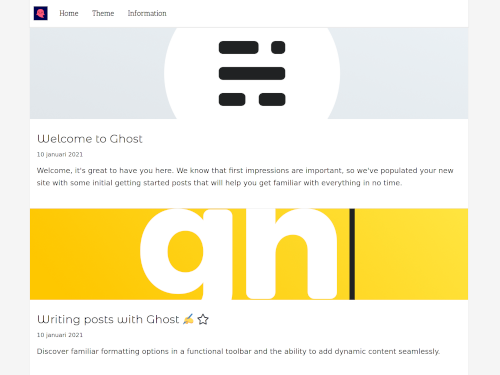 Home Theme Information
Welcome to Ghost
10 januari 2021
Welcome, it's great to have you here. We know that first impressions are important, so we've populated your new
site with some initial getting started posts that will help you get familiar with everything in no time.
gh
Writing posts with Ghost ✍️ ☆
10 januari 2021
Discover familiar formatting options in a functional toolbar and the ability to add dynamic content seamlessly.